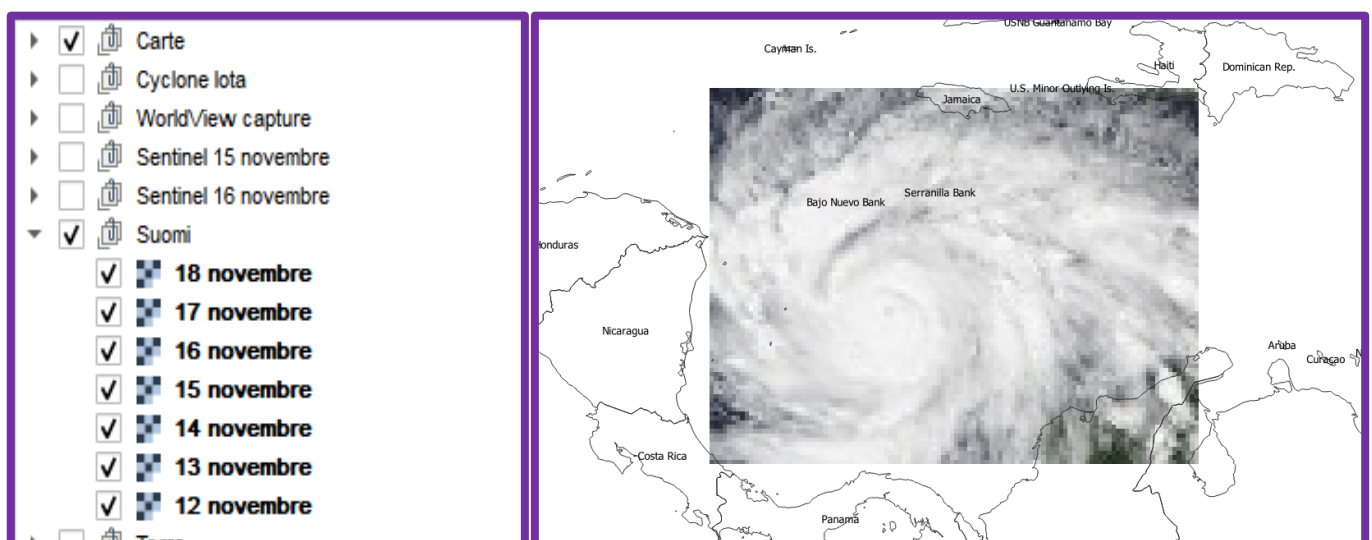 Carte
Cyclone Iota
WorldView capture
Sentinel 15 novembre
Sentinel 16 novembre
Suomi
18 novembre
17 novembre
16 novembre
15 novembre
14 novembre
13 novembre
12 novembre
USNB Guantanamo Bay
Cayman Is.
Haiti
Dominican Rep.
U.S. Minor Outlying Is.
Jamaica
Serranilla Bank
Bajo Nuevo Bank
Honduras
Nicaragua
Aruba
Curaçao
Costa Rica
Panama